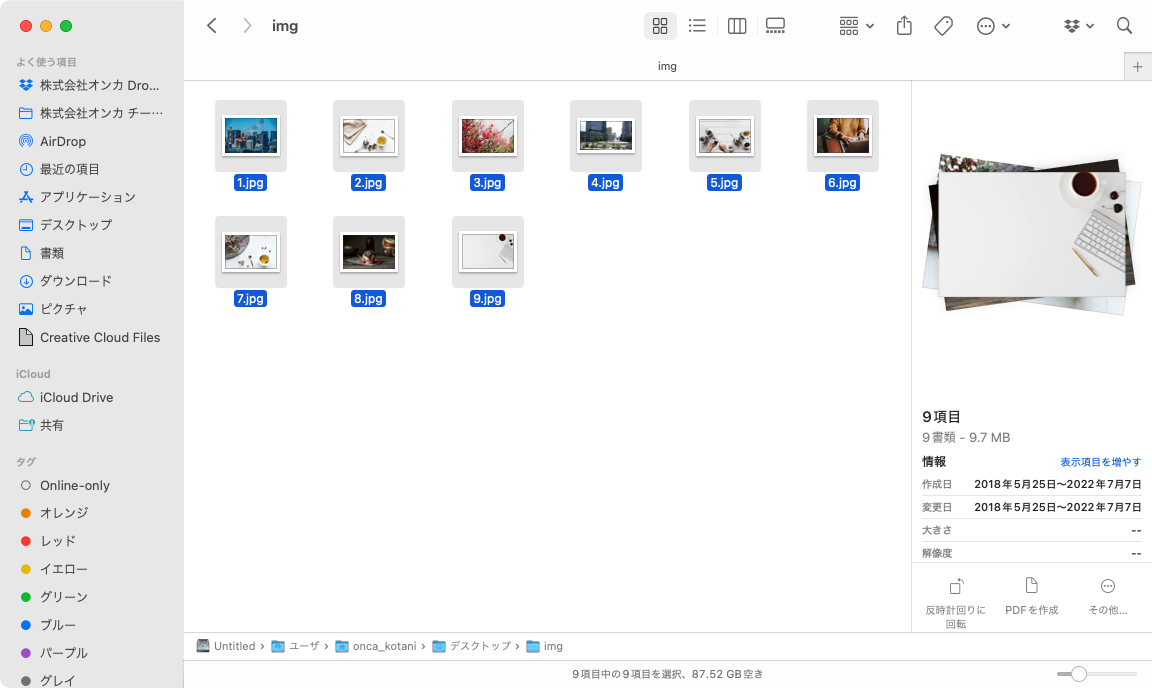 img
img
よく使う項目
株式会社オンカ Dro...
株式会社オンカ チー...
AirDrop
最近の項目
アプリケーション
デスクトップ
書類
ダウンロード
ピクチャ
Creative Cloud Files
iCloud
iCloud Drive
共有
タグ
Online-only
オレンジ
レッド
イエロー
グリーン
ブルー
パープル
グレイ
1.jpg
2.jpg
3.jpg
4.jpg
5.jpg
6.jpg
7.jpg
8.jpg
9.jpg
9項目
9書類 - 9.7 MB
情報 表示項目を増やす
作成日 2018年5月25日〜2022年7月7日
変更日 2018年5月25日〜2022年7月7日
大きさ --
解像度 --
反時計回りに
回転
PDFを作成
その他...
Untitled › ユーザ › onca_kotani › デスクトップ › img
9項目中の9項目を選択、87.52 GB空き